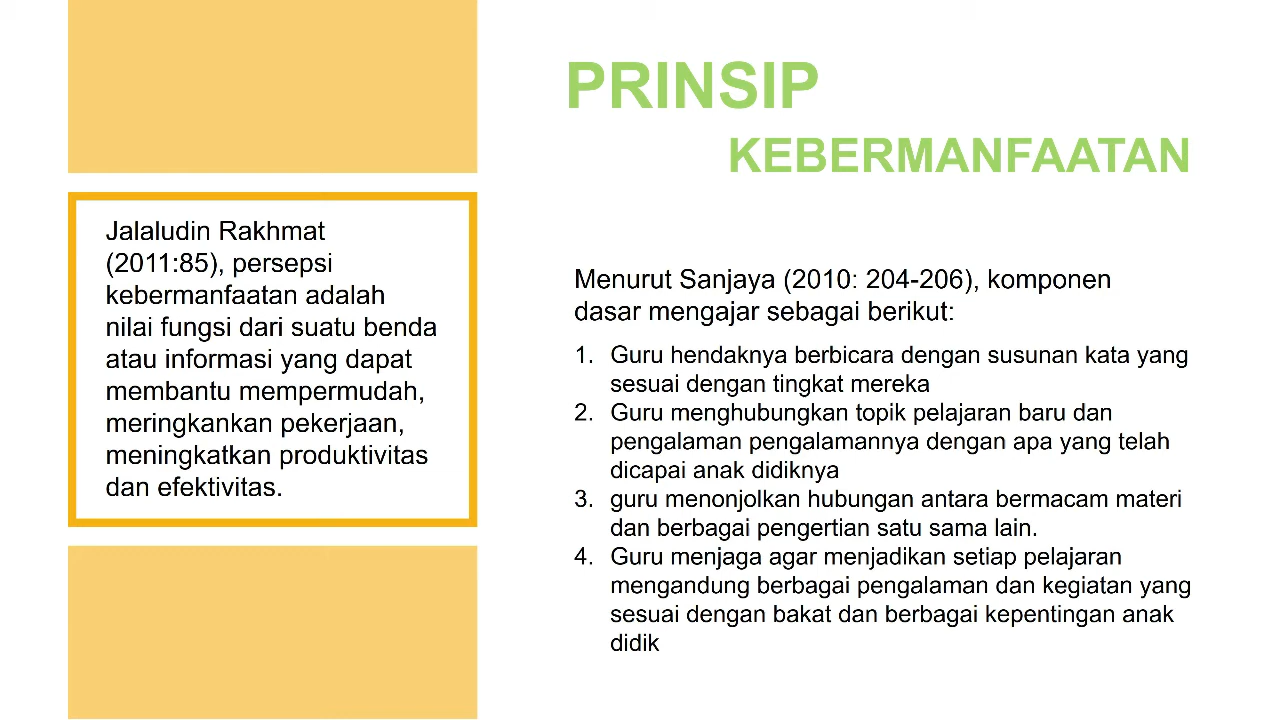 PRINSIP
KEBERMANFAATAN
Jalaludin Rakhmat
(2011:85), persepsi
kebermanfaatan adalah
nilai fungsi dari suatu benda
atau informasi yang dapat
membantu mempermudah,
meringkankan pekerjaan,
meningkatkan produktivitas
dan efektivitas.
Menurut Sanjaya (2010: 204-206), komponen
dasar mengajar sebagai berikut:
1. Guru hendaknya berbicara dengan susunan kata yang
sesuai dengan tingkat mereka
2. Guru menghubungkan topik pelajaran baru dan
pengalaman pengalamannya dengan apa yang telah
dicapai anak didiknya
3. guru menonjolkan hubungan antara bermacam materi
dan berbagai pengertian satu sama lain.
4. Guru menjaga agar menjadikan setiap pelajaran
mengandung berbagai pengalaman dan kegiatan yang
sesuai dengan bakat dan berbagai kepentingan anak
didik